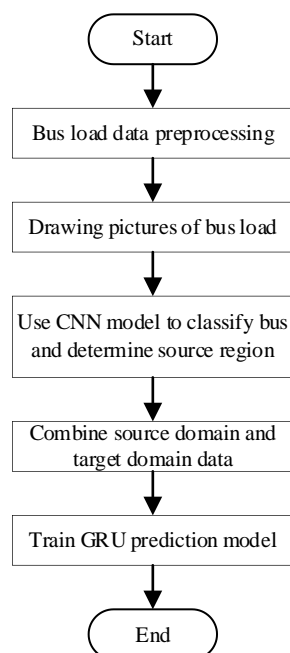 Start
Bus load data preprocessing
Drawing pictures of bus load
Use CNN model to classify bus
and determine source region
Combine source domain and
target domain data
Train GRU prediction model
End